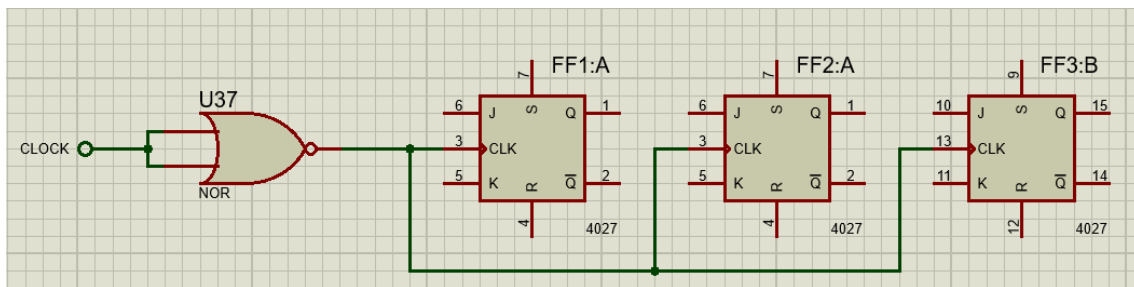 U37
CLOCK
NOR
FF1:A
7
6 J S Q 1
3 CLK
5 K R Q̅ 2
4
4027
FF2:A
7
6 J S Q 1
3 CLK
5 K R Q̅ 2
4
4027
FF3:B
9
10 J S Q 15
13 CLK
11 K R Q̅ 14
12
4027